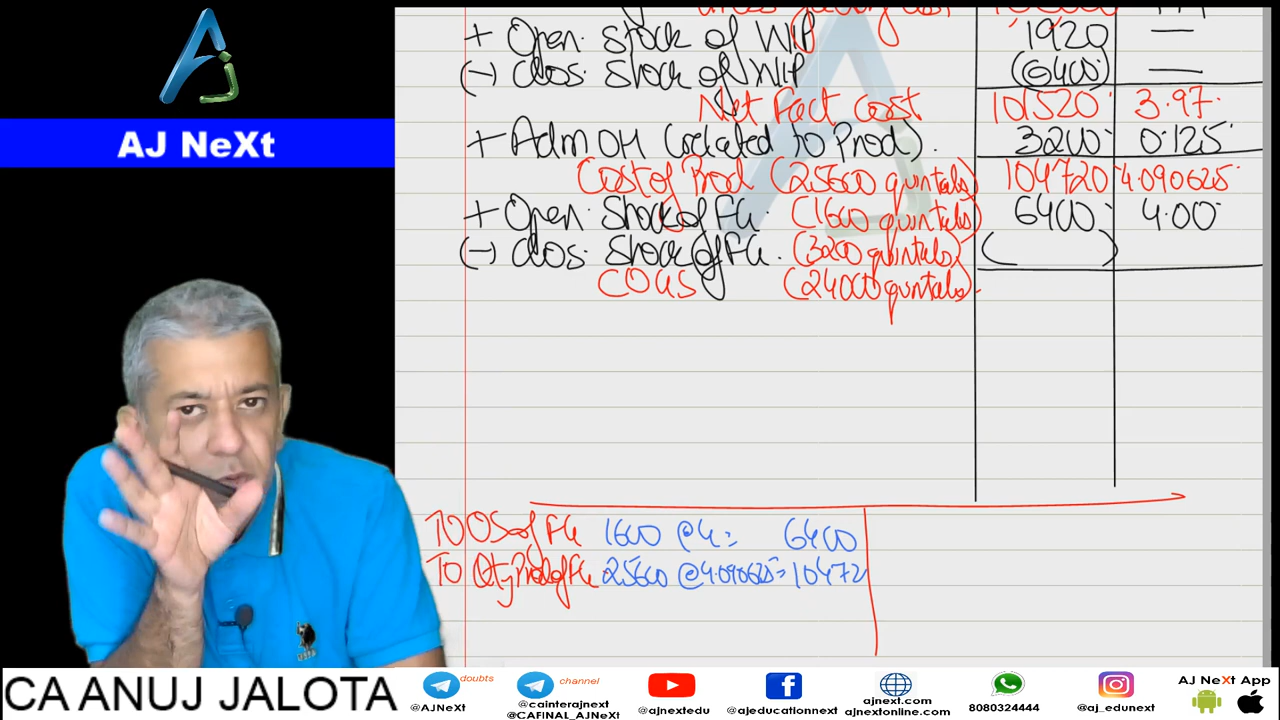 AJ NeXt
+ Open. Stock of WIP 1920 —
(-) Clos. Stock of WIP (6400) —
Net Fact cost 101520 3.97
+ Adm OH (related to Prod). 3200 0.125
Cost of Prod (25600 quintals) 104720 4.090625
+ Open. Stock of FG. (1600 quintals) 6400 4.00
(-) Clos. Stock of FG. (3200 quintals) ( )
COGS (24000 quintals)
To OS of FG 1600 @4= 6400
To Qty Prod of FG 25600 @4.090625= 10472
CA ANUJ JALOTA
doubts
@AJNeXt
channel
@cainterajnext
@CAFINAL_AJNeXt
@ajnextedu
@ajeducationnext
ajnext.com
ajnextonline.com
8080324444
@aj_edunext
AJ NeXt App